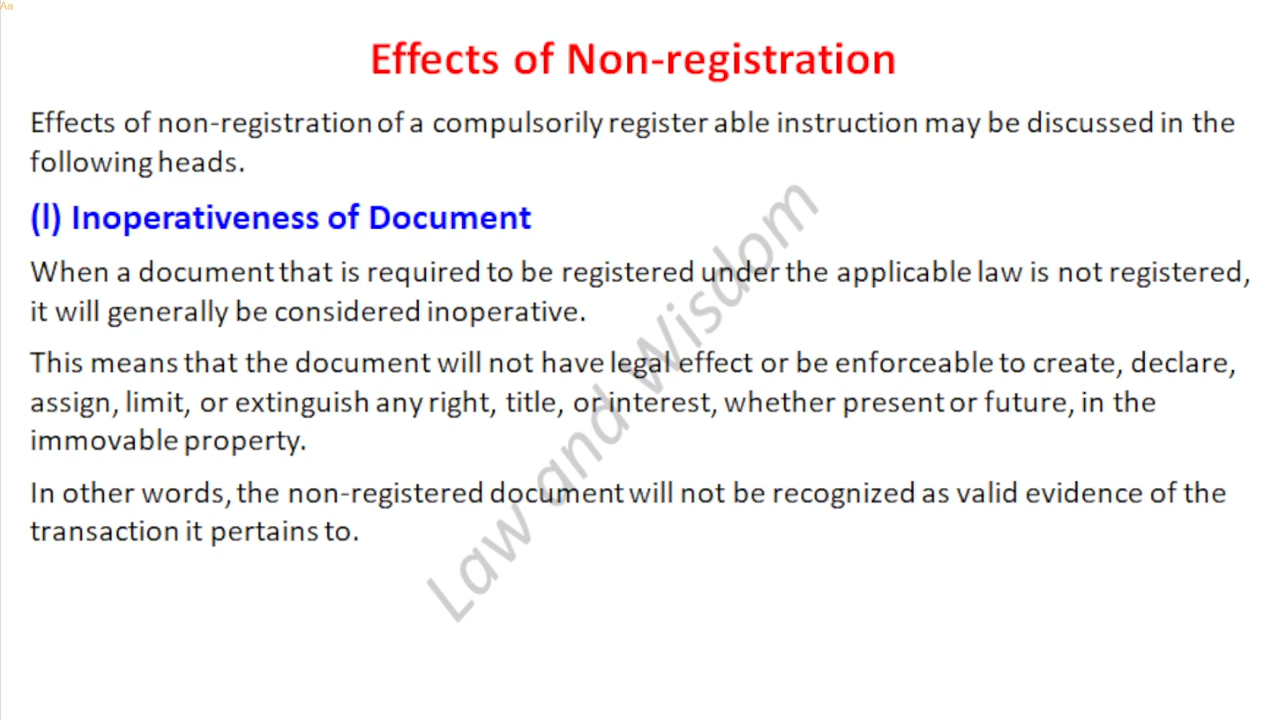 Aa
Effects of Non-registration
Effects of non-registration of a compulsorily register able instruction may be discussed in the
following heads.
(l) Inoperativeness of Document
When a document that is required to be registered under the applicable law is not registered,
it will generally be considered inoperative.
This means that the document will not have legal effect or be enforceable to create, declare,
assign, limit, or extinguish any right, title, or interest, whether present or future, in the
immovable property.
In other words, the non-registered document will not be recognized as valid evidence of the
transaction it pertains to.
Law and Wisdom